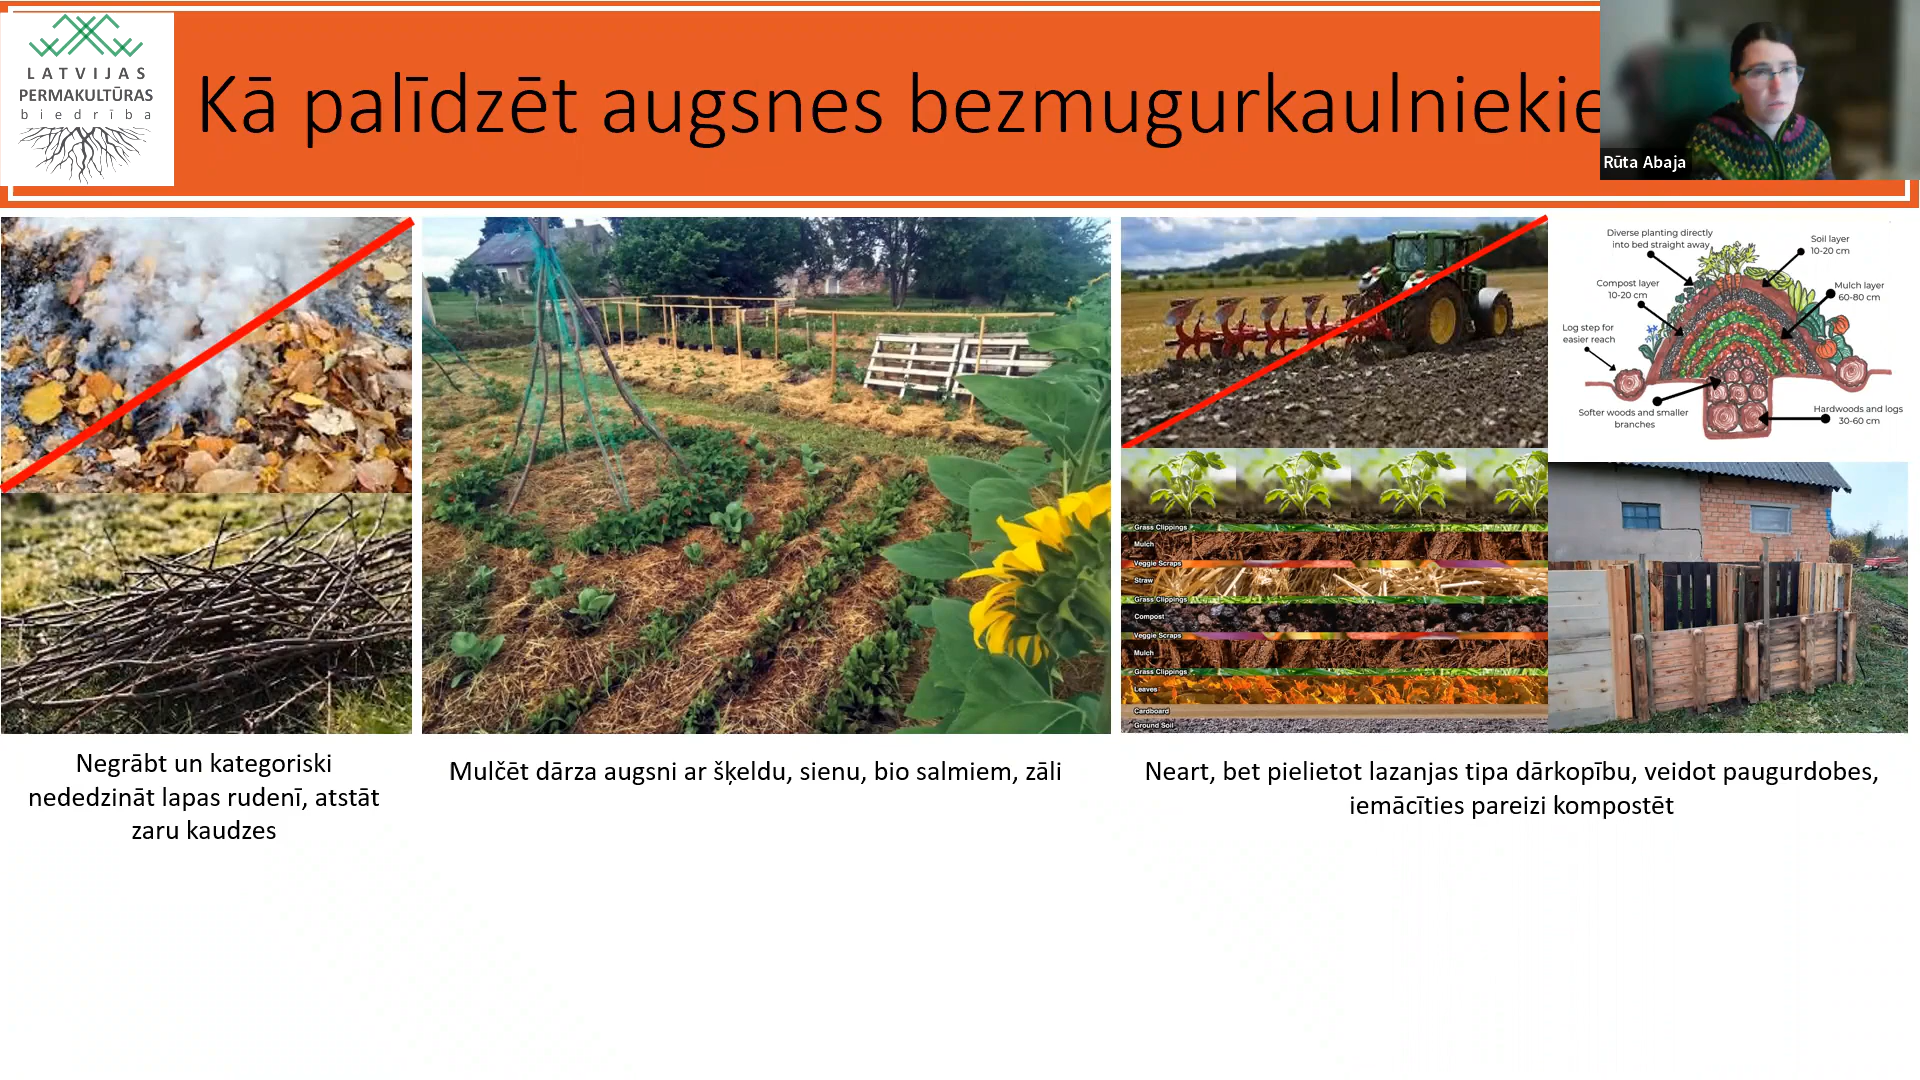 LATVIJAS
PERMAKULTŪRAS
biedrība
Kā palīdzēt augsnes bezmugurkaulniekie
Rūta Abaja
Diverse planting directly
into bed straight away
Soil layer
10-20 cm
Compost layer
10-20 cm
Mulch layer
60-80 cm
Log step for
easier reach
Softer woods and smaller
branches
Hardwoods and logs
30-60 cm
Grass Clippings
Mulch
Veggie Scraps
Straw
Grass Clippings
Compost
Veggie Scraps
Mulch
Grass Clippings
Leaves
Cardboard
Ground Soil
Negrābt un kategoriski
nededzināt lapas rudenī, atstāt
zaru kaudzes
Mulčēt dārza augsni ar šķeldu, sienu, bio salmiem, zāli
Neart, bet pielietot lazanjas tipa dārkopību, veidot paugurdobes,
iemācīties pareizi kompostēt